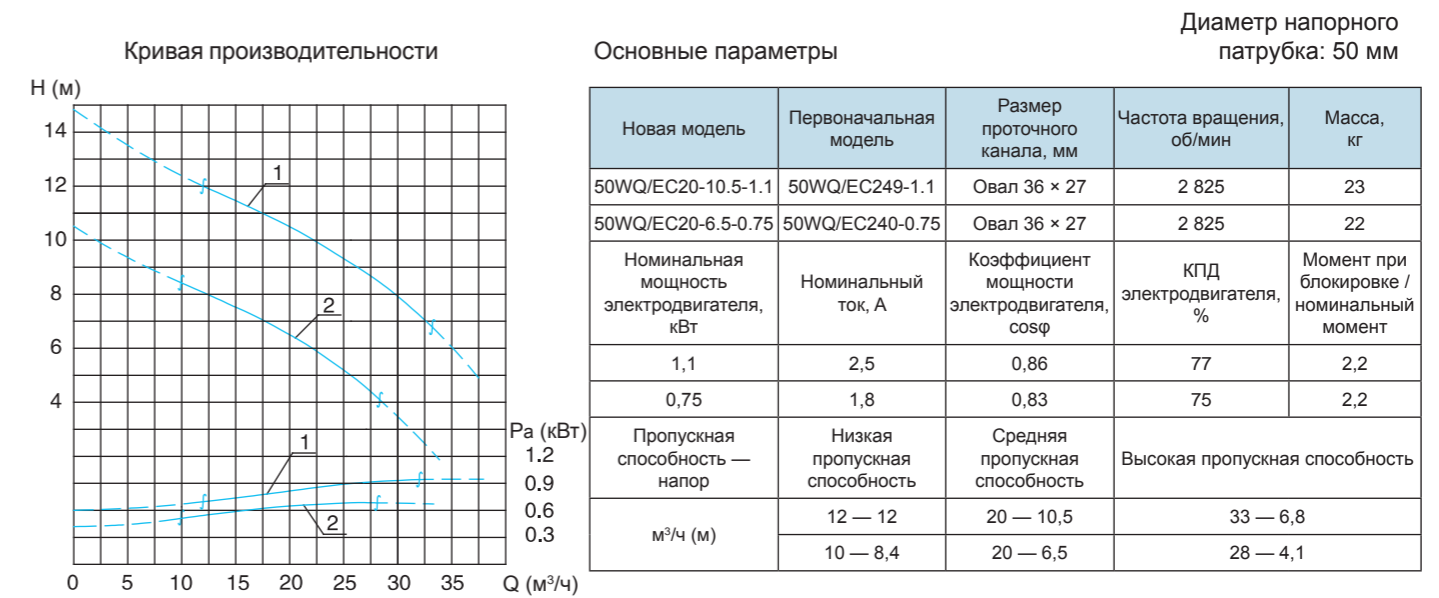 Кривая производительности
Основные параметры
Диаметр напорного
патрубка: 50 мм
H (м)
14
12
10
8
6
4
1
2
Pa (кВт)
1.2
0.9
0.6
0.3
1
2
0 5 10 15 20 25 30 35 Q (м³/ч)
Новая модель
Первоначальная
модель
Размер
проточного
канала, мм
Частота вращения,
об/мин
Масса,
кг
50WQ/EC20-10.5-1.1 50WQ/EC249-1.1 Овал 36 × 27 2 825 23
50WQ/EC20-6.5-0.75 50WQ/EC240-0.75 Овал 36 × 27 2 825 22
Номинальная
мощность
электродвигателя,
кВт
Номинальный
ток, А
Коэффициент
мощности
электродвигателя,
cosφ
КПД
электродвигателя,
%
Момент при
блокировке /
номинальный
момент
1,1 2,5 0,86 77 2,2
0,75 1,8 0,83 75 2,2
Пропускная
способность —
напор
Низкая
пропускная
способность
Средняя
пропускная
способность
Высокая пропускная способность
м³/ч (м)
12 — 12 20 — 10,5 33 — 6,8
10 — 8,4 20 — 6,5 28 — 4,1